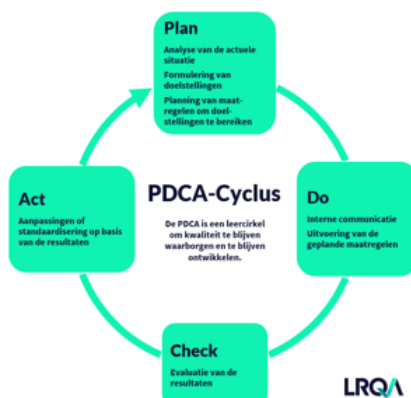 Plan
Analyse van de actuele
situatie
Formulering van
doelstellingen
Planning van maat-
regelen om doel-
stellingen te bereiken
Act
Aanpassingen of
standaardisering op basis
van de resultaten
PDCA-Cyclus
De PDCA is een leercirkel
om kwaliteit te blijven
waarborgen en te blijven
ontwikkelen.
Do
Interne communicatie
Uitvoering van de
geplande maatregelen
Check
Evaluatie van de
resultaten
LRQA